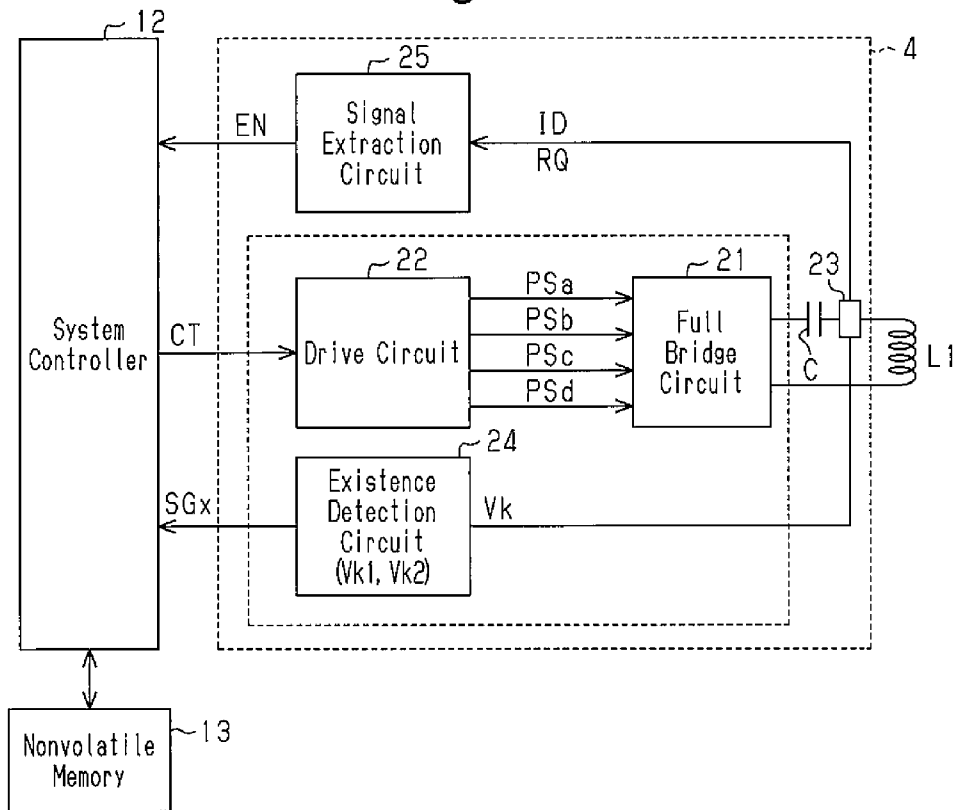 12
4
25
Signal
Extraction
Circuit
EN
ID
RQ
22
21
23
PSa
PSb
PSc
PSd
System
Controller
CT
Drive Circuit
Full
Bridge
Circuit
C
L1
24
Existence
Detection
Circuit
(Vk1, Vk2)
SGx
Vk
13
Nonvolatile
Memory